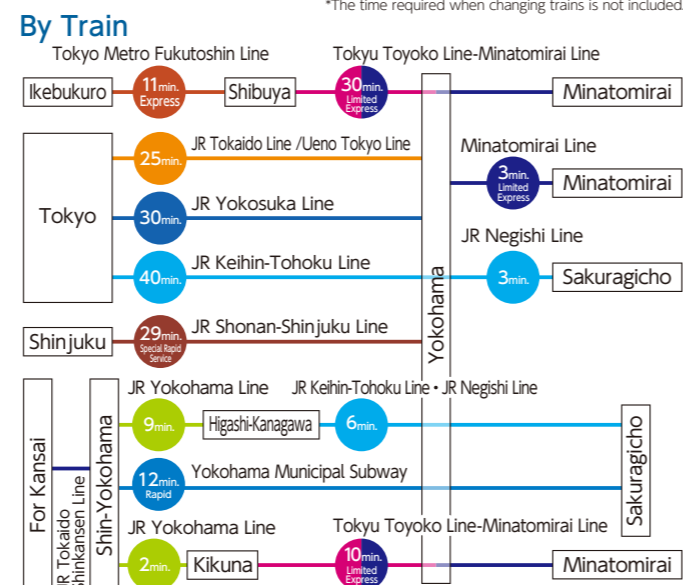 *The time required when changing trains is not included.
By Train
Tokyo Metro Fukutoshin Line
Tokyu Toyoko Line-Minatomirai Line
Ikebukuro
11min.
Express
Shibuya
30min.
Limited
Express
Minatomirai
Tokyo
25min.
JR Tokaido Line /Ueno Tokyo Line
30min.
JR Yokosuka Line
40min.
JR Keihin-Tohoku Line
Yokohama
Minatomirai Line
3min.
Limited
Express
Minatomirai
JR Negishi Line
3min.
Sakuragicho
Shinjuku
29min.
Special Rapid
Service
JR Shonan-Shinjuku Line
For Kansai
JR Tokaido
Shinkansen Line
Shin-Yokohama
JR Yokohama Line
9min.
Higashi-Kanagawa
JR Keihin-Tohoku Line • JR Negishi Line
6min.
12min.
Rapid
Yokohama Municipal Subway
Sakuragicho
JR Yokohama Line
2min.
Kikuna
Tokyu Toyoko Line-Minatomirai Line
10min.
Limited
Express
Minatomirai